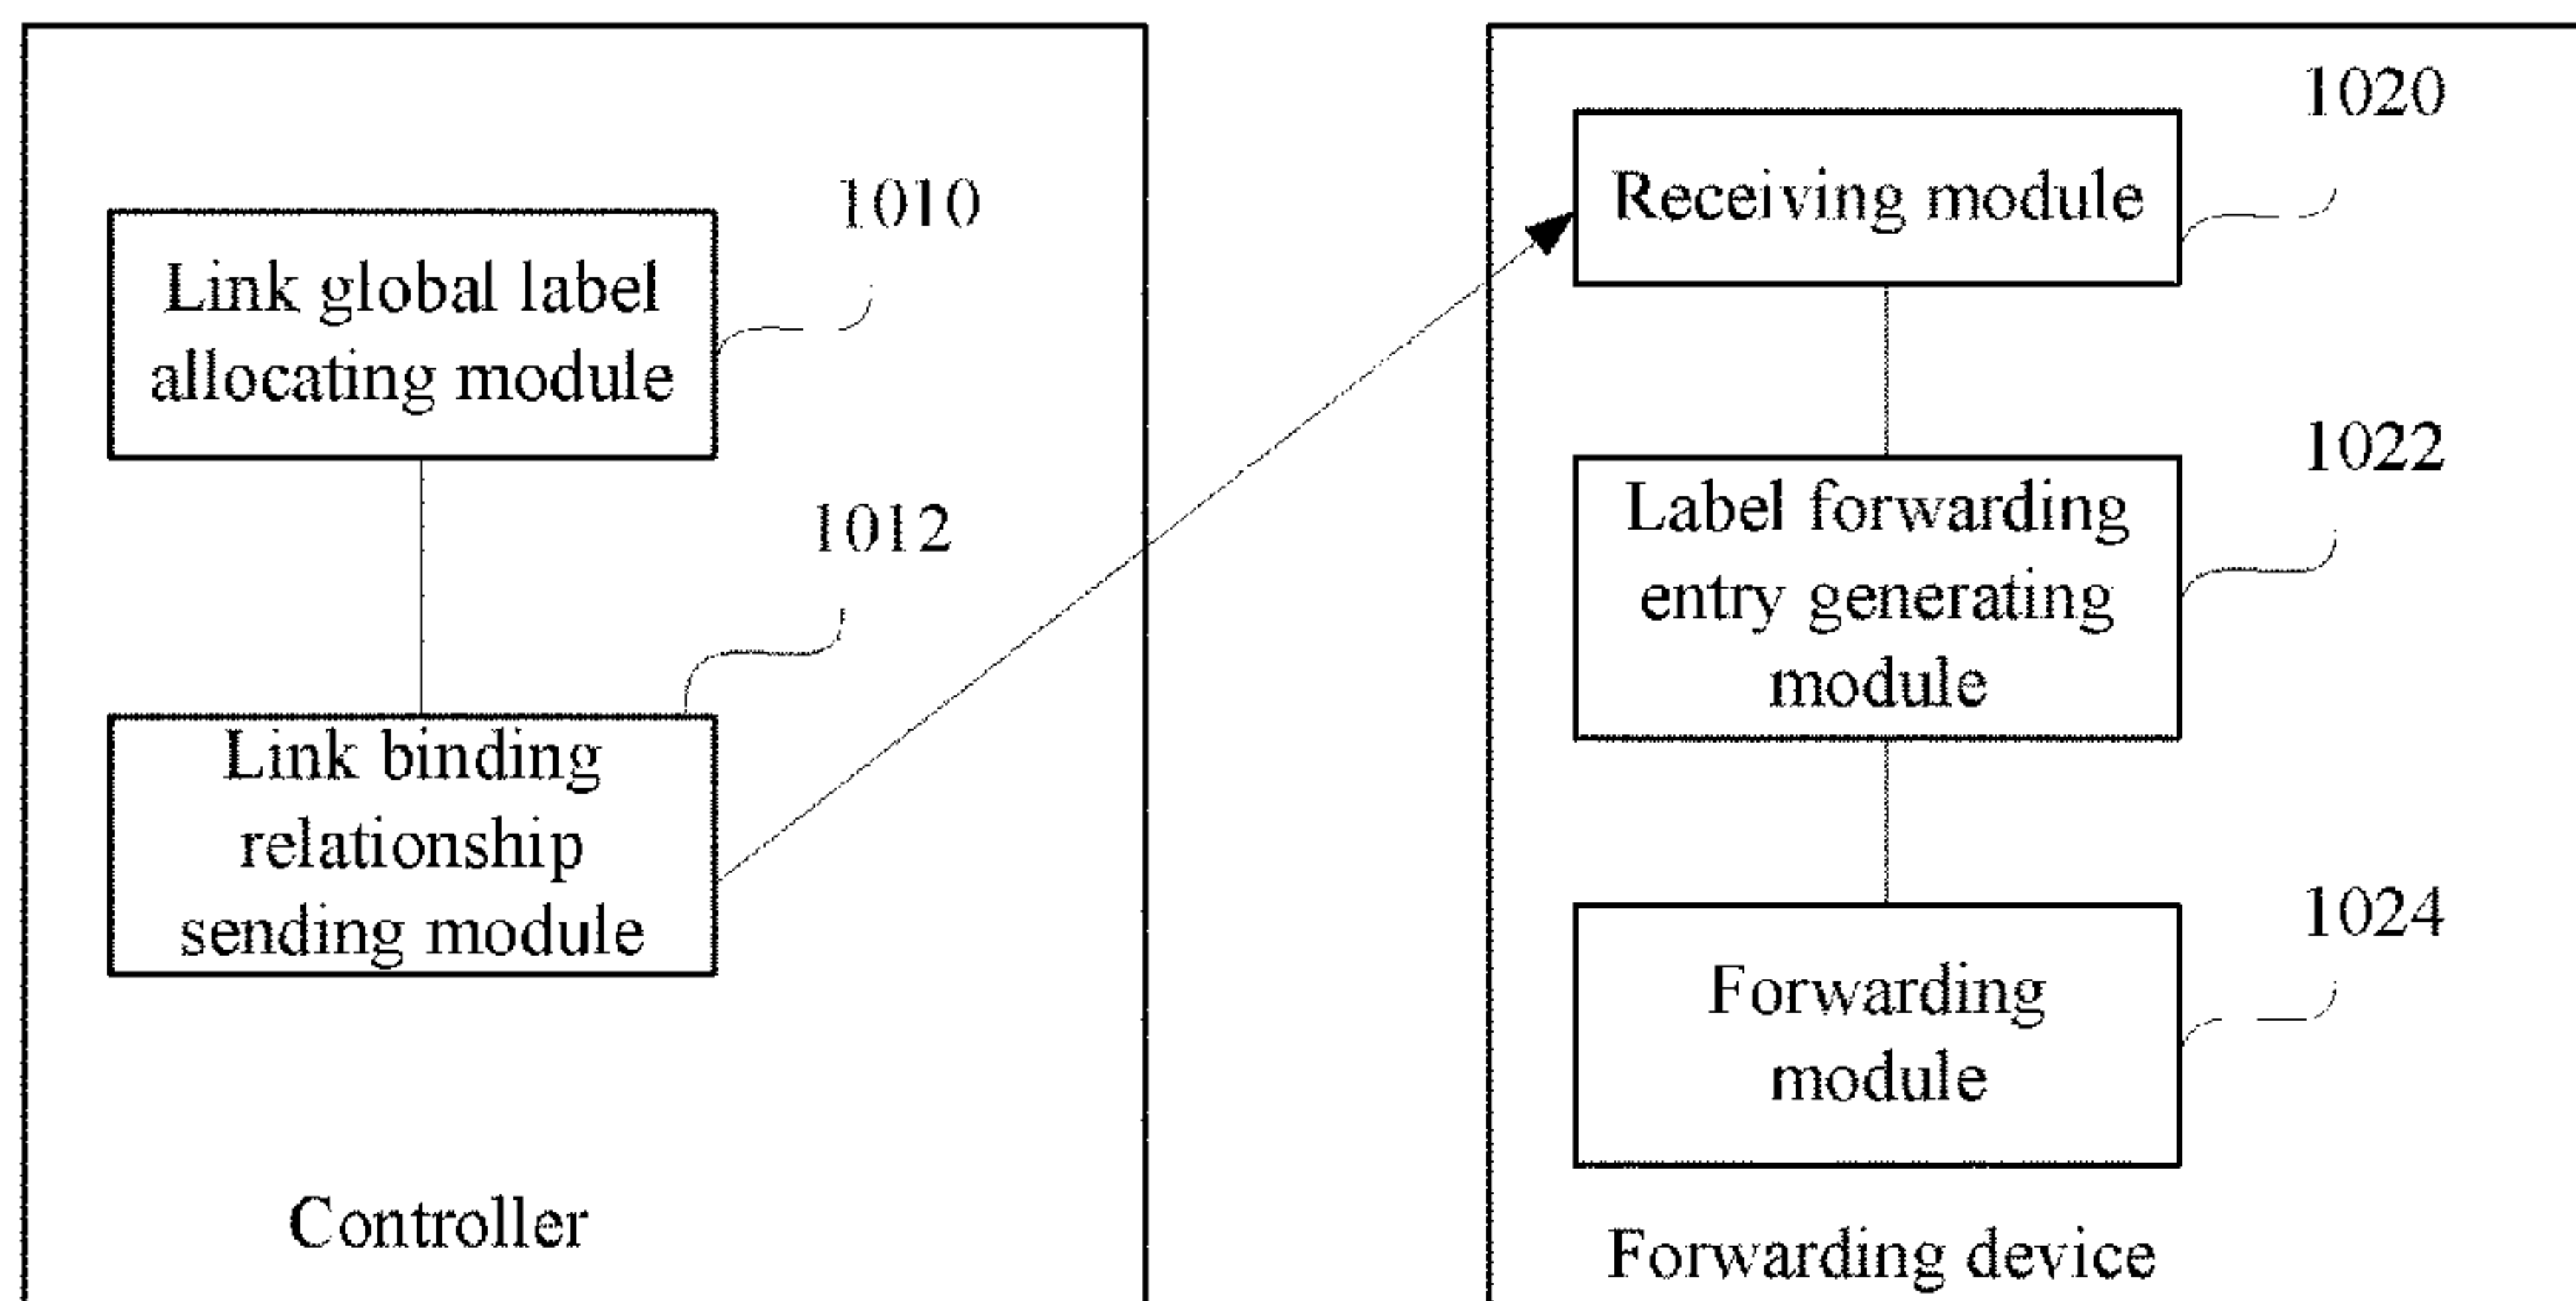 1010
Link global label
allocating module
1012
Link binding
relationship
sending module
Controller
1020
Receiving module
1022
Label forwarding
entry generating
module
1024
Forwarding
module
Forwarding device